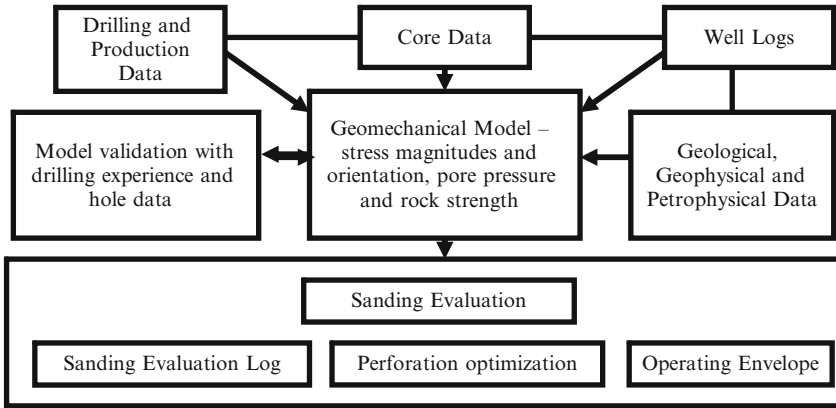 Drilling and
Production
Data
Core Data
Well Logs
Model validation with
drilling experience and
hole data
Geomechanical Model –
stress magnitudes and
orientation, pore pressure
and rock strength
Geological,
Geophysical and
Petrophysical Data
Sanding Evaluation
Sanding Evaluation Log
Perforation optimization
Operating Envelope